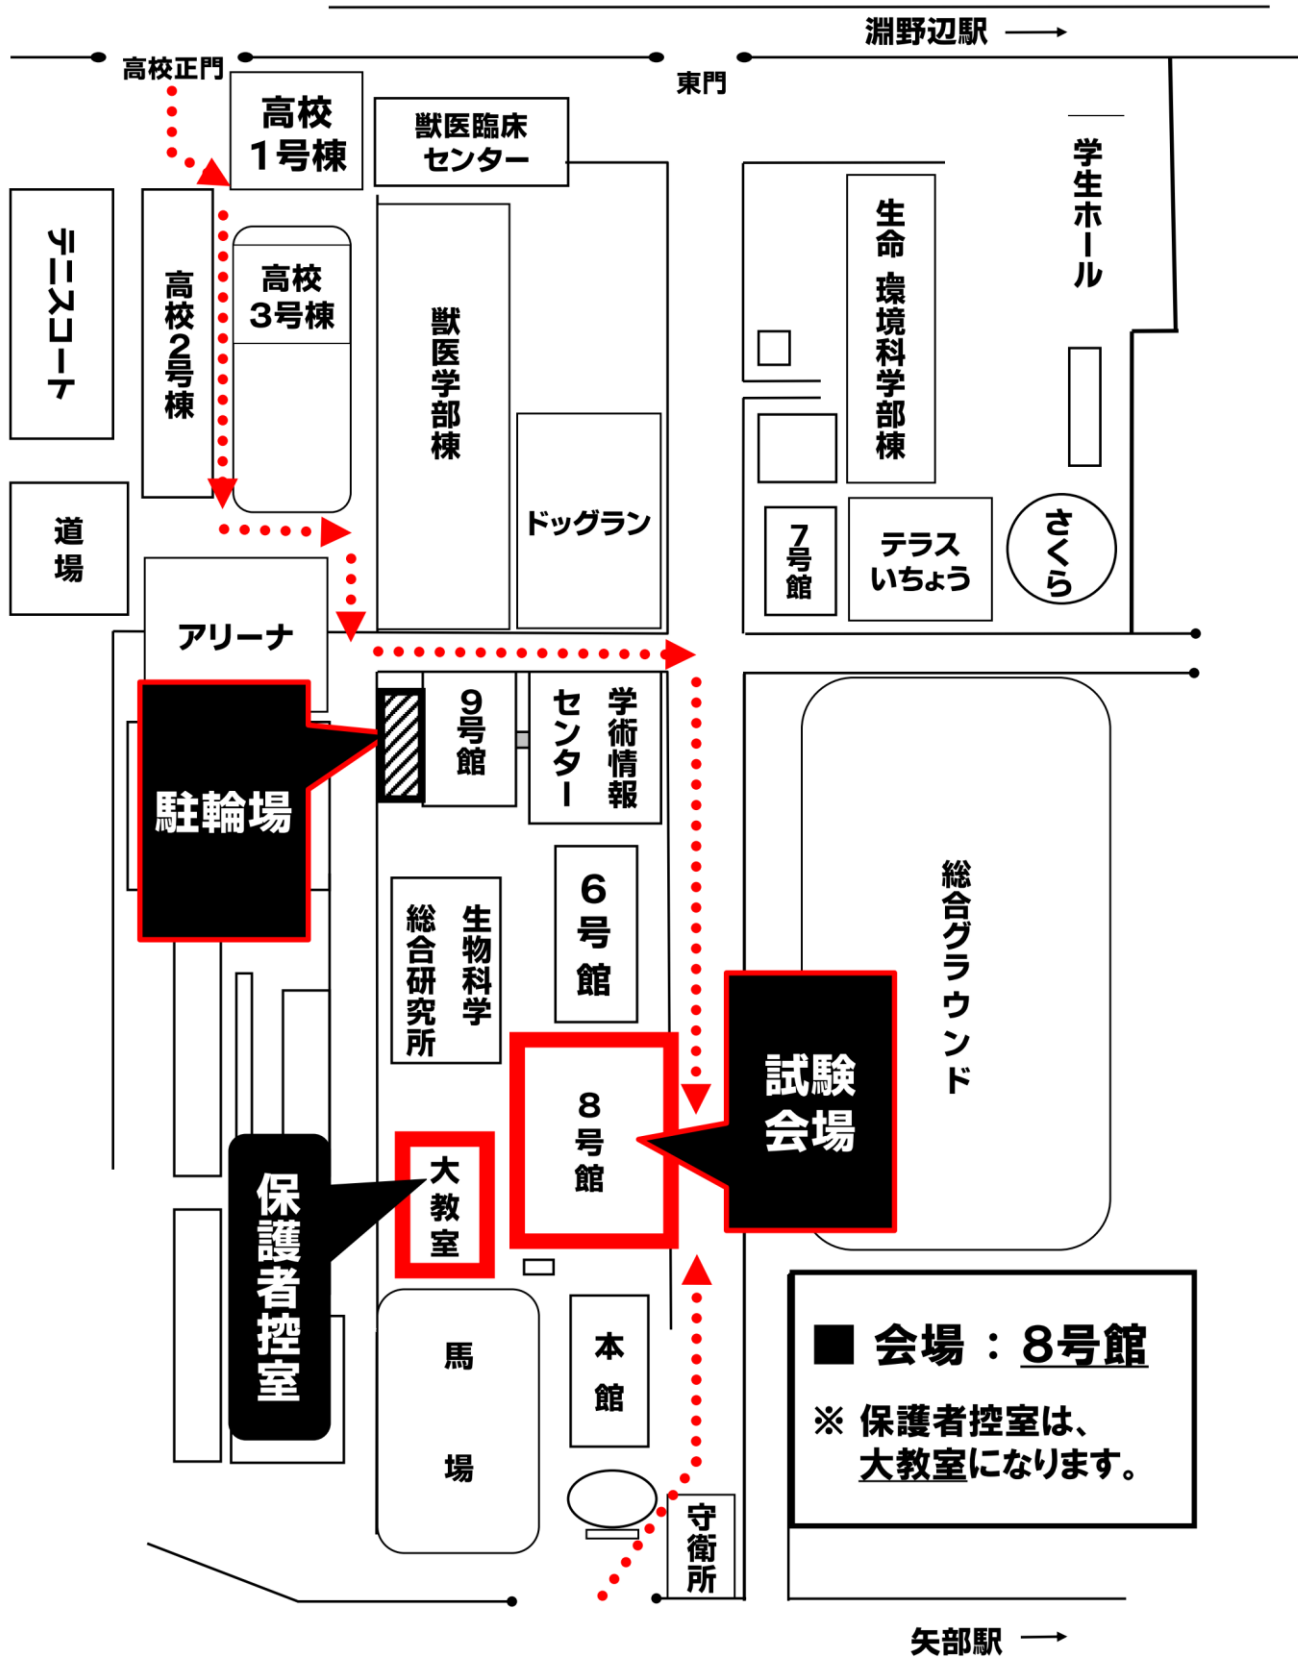 淵野辺駅 →
高校正門
東門
高校
1号棟
獣医臨床
センター
学生ホール
テニスコート
高校2号棟
高校
3号棟
獣医学部棟
生命 環境科学部棟
ドッグラン
道場
7号館
テラス
いちょう
さくら
アリーナ
駐輪場
9号館
学術情報
センター
総合グラウンド
6号館
生物科学
総合研究所
試験
会場
8号館
大教室
保護者控室
馬場
本館
守衛所
■ 会場：8号館
※ 保護者控室は、
大教室になります。
矢部駅 →